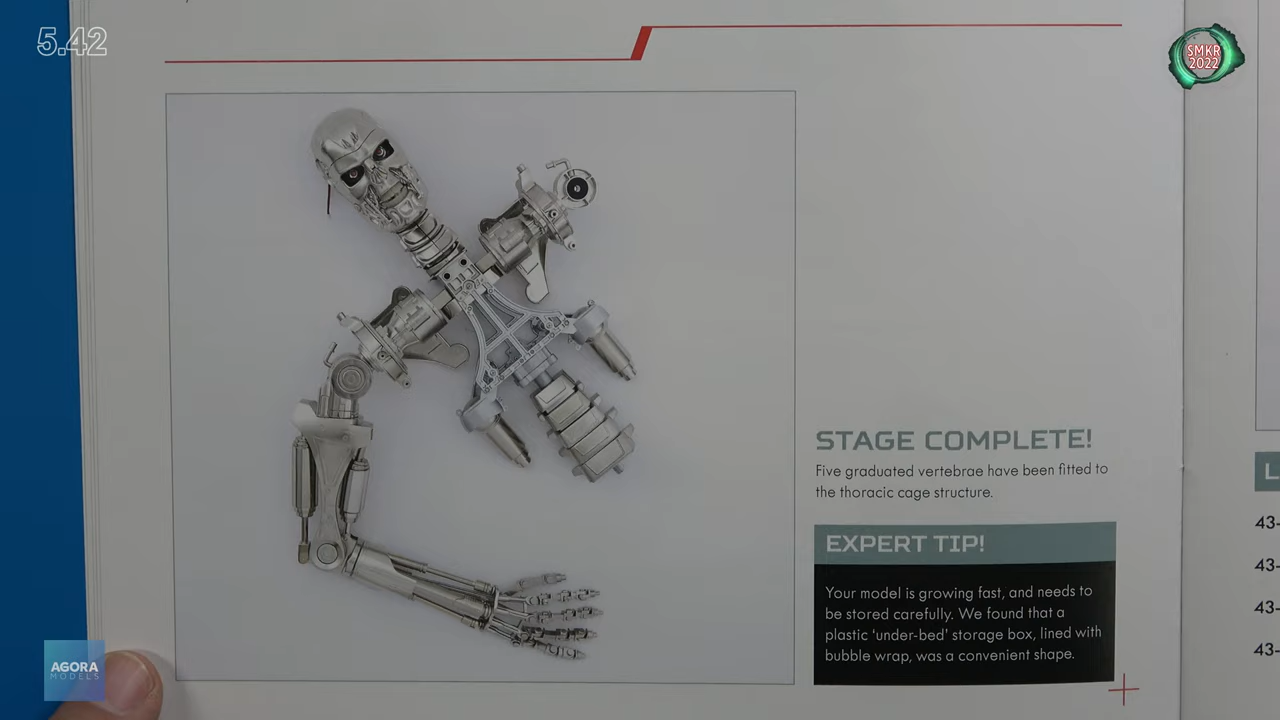 5.42
SMKR
2022
STAGE COMPLETE!
Five graduated vertebrae have been fitted to
the thoracic cage structure.
EXPERT TIP!
Your model is growing fast, and needs to
be stored carefully. We found that a
plastic 'under-bed' storage box, lined with
bubble wrap, was a convenient shape.
L
43-
43-
43-
43-
AGORA
MODELS